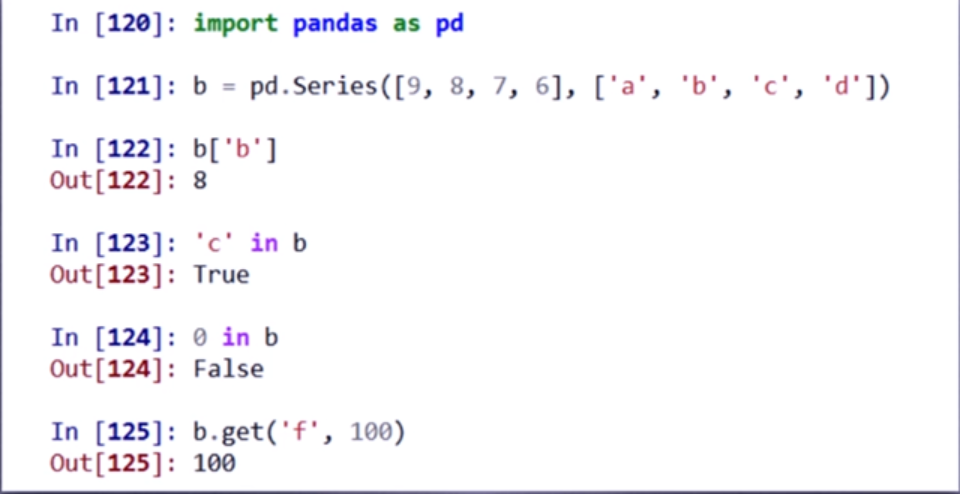 In [120]: import pandas as pd
In [121]: b = pd.Series([9, 8, 7, 6], ['a', 'b', 'c', 'd'])
In [122]: b['b']
Out[122]: 8
In [123]: 'c' in b
Out[123]: True
In [124]: 0 in b
Out[124]: False
In [125]: b.get('f', 100)
Out[125]: 100